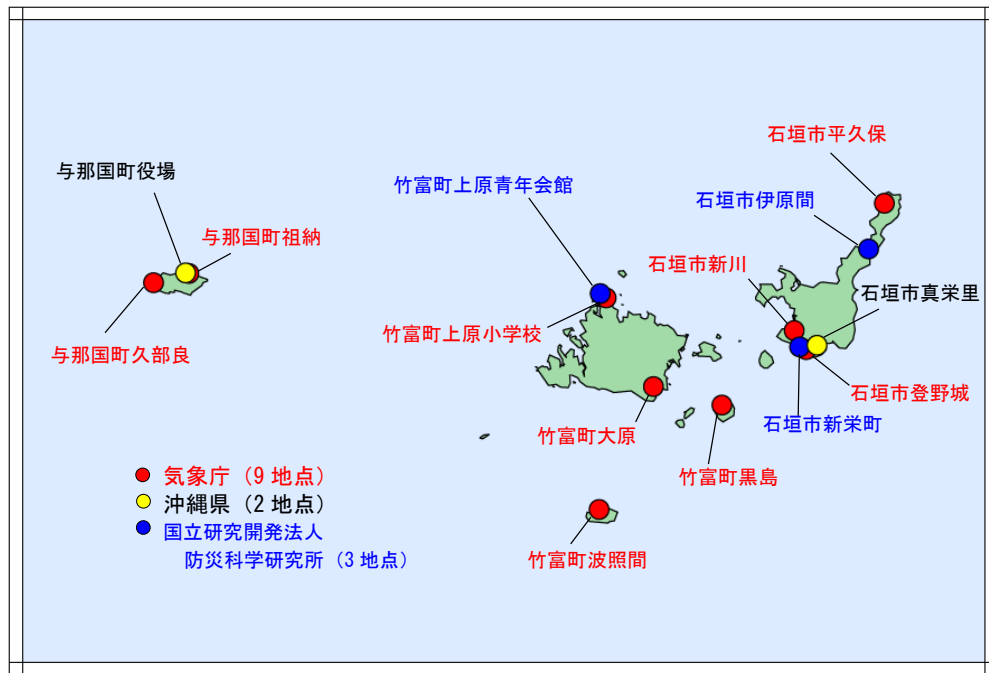 石垣市平久保
与那国町役場
竹富町上原青年会館
石垣市伊原間
与那国町祖納
石垣市新川
石垣市真栄里
竹富町上原小学校
与那国町久部良
石垣市登野城
石垣市新栄町
竹富町大原
竹富町黒島
気象庁（9 地点）
沖縄県（2 地点）
国立研究開発法人
防災科学研究所（3 地点）
竹富町波照間